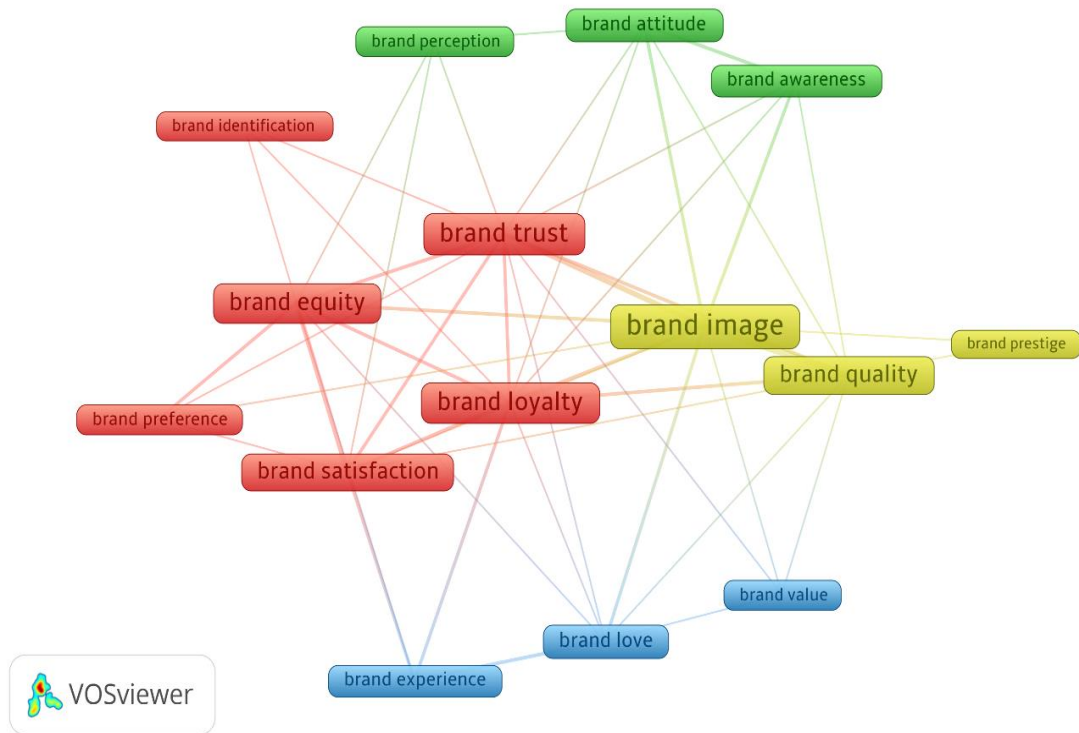 brand attitude
brand perception
brand awareness
brand identification
brand trust
brand equity
brand image
brand prestige
brand quality
brand loyalty
brand preference
brand satisfaction
brand value
brand love
brand experience
VOSviewer